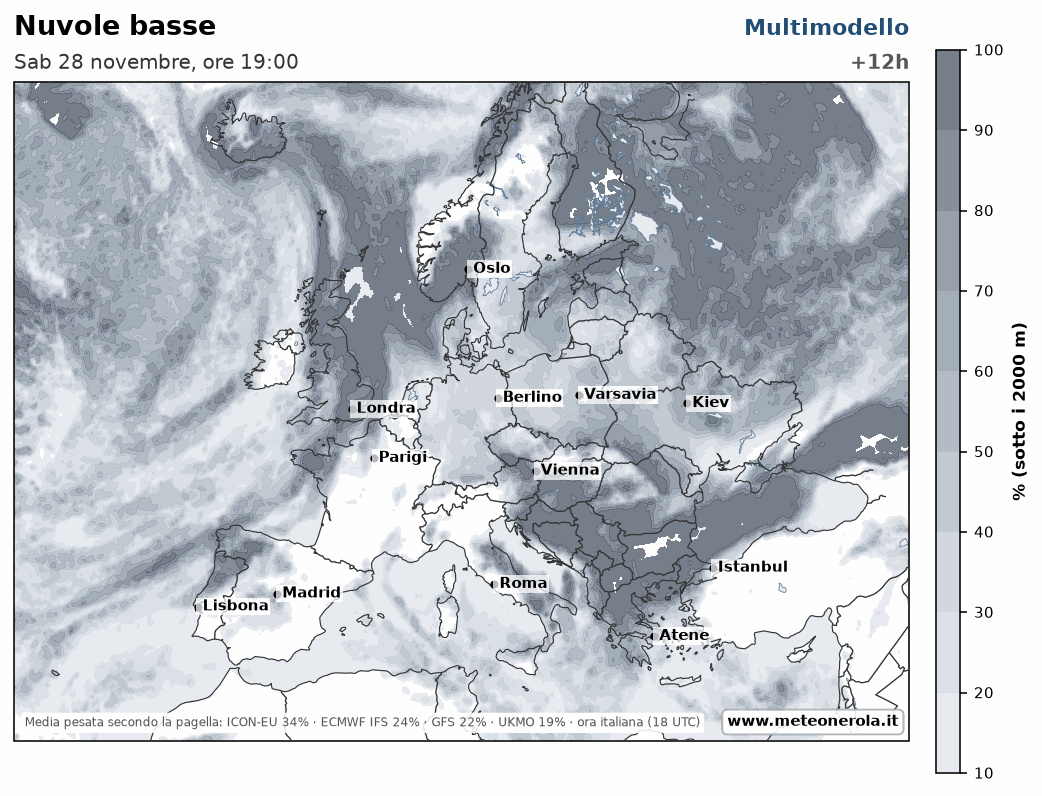 Nuvole basse
Multimodello
Sab 28 novembre, ore 19:00
+12h
100
90
80
70
60
50
40
30
20
10
% (sotto i 2000 m)
Oslo
Berlino
Varsavia
Kiev
Londra
Parigi
Vienna
Istanbul
Roma
Madrid
Lisbona
Atene
Media pesata secondo la pagella: ICON-EU 34% · ECMWF IFS 24% · GFS 22% · UKMO 19% · ora italiana (18 UTC)
www.meteonerola.it